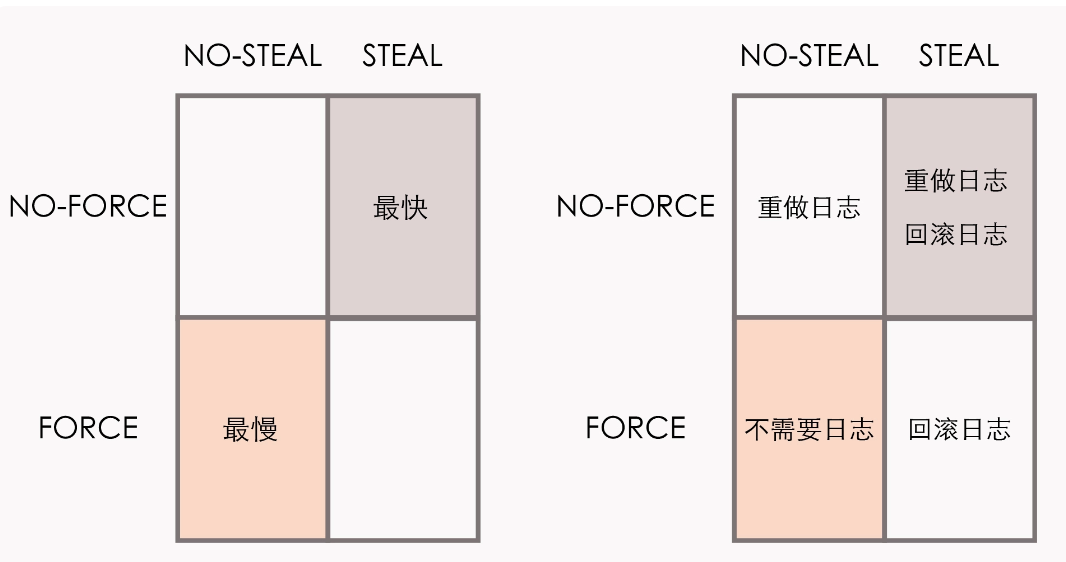 NO-STEAL STEAL
NO-FORCE 最快
FORCE 最慢
NO-STEAL STEAL
NO-FORCE 重做日志 重做日志
回滚日志
FORCE 不需要日志 回滚日志